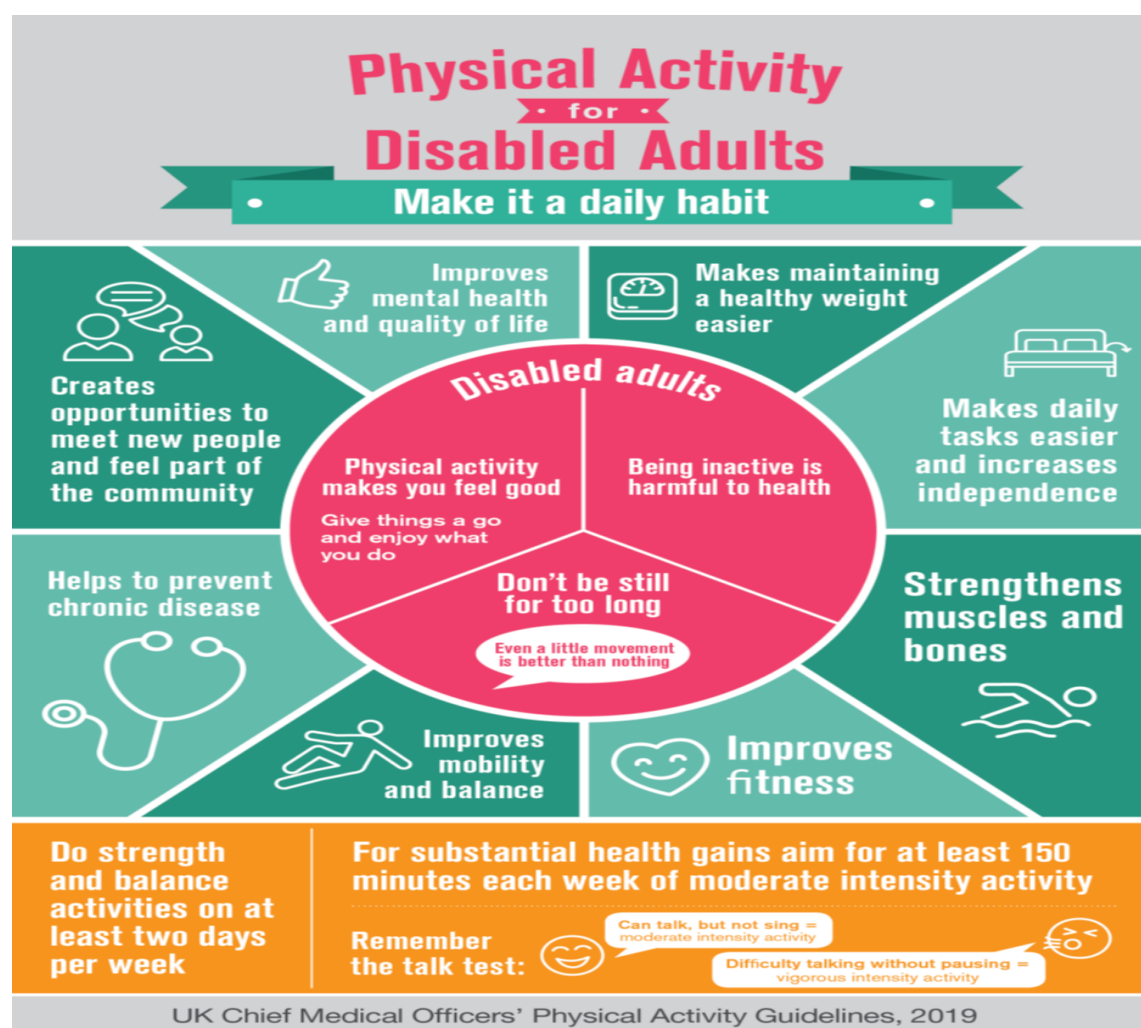 Physical Activity
for
Disabled Adults
Make it a daily habit
Improves
mental health
and quality of life
Makes maintaining
a healthy weight
easier
Creates
opportunities to
meet new people
and feel part of
the community
Makes daily
tasks easier
and increases
independence
Disabled adults
Physical activity
makes you feel good
Give things a go
and enjoy what
you do
Being inactive is
harmful to health
Don't be still
for too long
Even a little movement
is better than nothing
Helps to prevent
chronic disease
Strengthens
muscles and
bones
Improves
mobility
and balance
Improves
fitness
Do strength
and balance
activities on at
least two days
per week
For substantial health gains aim for at least 150
minutes each week of moderate intensity activity
Remember
the talk test:
Can talk, but not sing =
moderate intensity activity
Difficulty talking without pausing =
vigorous intensity activity
UK Chief Medical Officers' Physical Activity Guidelines, 2019